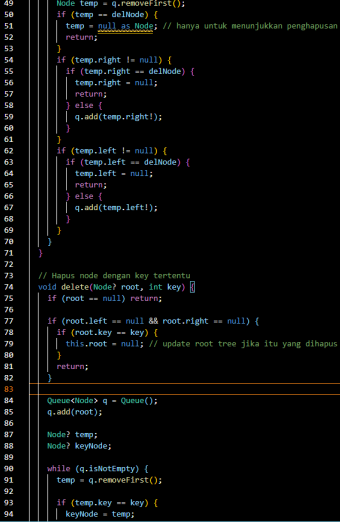 49 Node temp = q.removeFirst();
50 if (temp == delNode) {
51 temp = null as Node; // hanya untuk menunjukkan penghapusan
52 return;
53 }
54 if (temp.right != null) {
55 if (temp.right == delNode) {
56 temp.right = null;
57 return;
58 } else {
59 q.add(temp.right!);
60 }
61 }
62 if (temp.left != null) {
63 if (temp.left == delNode) {
64 temp.left = null;
65 return;
66 } else {
67 q.add(temp.left!);
68 }
69 }
70 }
71 }
72
73 // Hapus node dengan key tertentu
74 void delete(Node? root, int key) {
75 if (root == null) return;
76
77 if (root.left == null && root.right == null) {
78 if (root.key == key) {
79 this.root = null; // update root tree jika itu yang dihapus
80 }
81 return;
82 }
83
84 Queue<Node> q = Queue();
85 q.add(root);
86
87 Node? temp;
88 Node? keyNode;
89
90 while (q.isNotEmpty) {
91 temp = q.removeFirst();
92
93 if (temp.key == key) {
94 keyNode = temp;